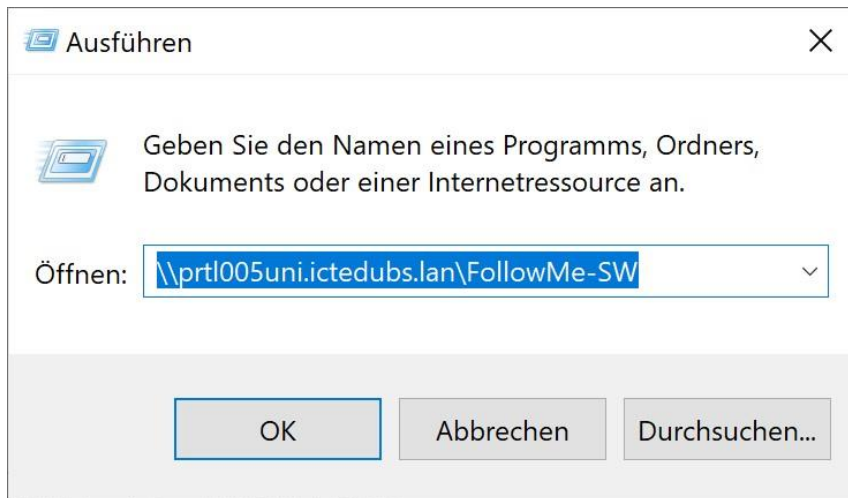 Ausführen
Geben Sie den Namen eines Programms, Ordners,
Dokuments oder einer Internetressource an.
Öffnen: \\prtl005uni.ictedubs.lan\FollowMe-SW
OK Abbrechen Durchsuchen...